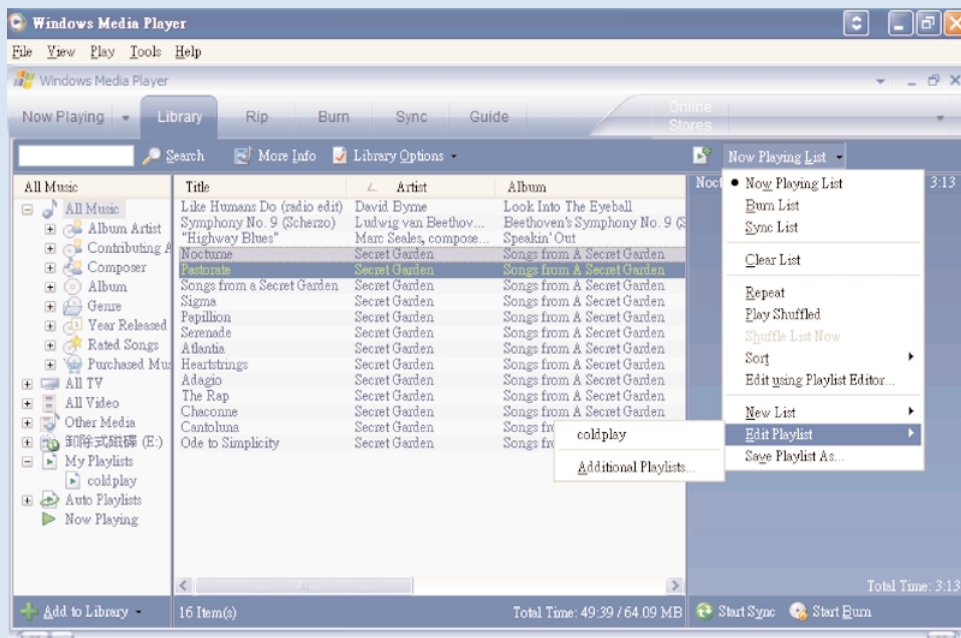 Windows Media Player
File View Play Tools Help
Windows Media Player
Now Playing Library Rip Burn Sync Guide Online Stores
Search More Info Library Options Now Playing List
All Music
All Music
Album Artist
Contributing A
Composer
Album
Genre
Year Released
Rated Songs
Purchased Mus
All TV
All Video
Other Media
卸除式磁碟 (E:)
My Playlists
coldplay
Auto Playlists
Now Playing
Title Artist Album
Like Humans Do (radio edit) David Byrne Look Into The Eyeball
Symphony No. 9 (Scherzo) Ludwig van Beethov... Beethoven's Symphony No. 9 (S
"Highway Blues" Marc Seales, compose... Speakin' Out
Nocturne Secret Garden Songs from A Secret Garden
Pastorate Secret Garden Songs from A Secret Garden
Songs from a Secret Garden Secret Garden Songs from A Secret Garden
Sigma Secret Garden Songs from A Secret Garden
Papillion Secret Garden Songs from A Secret Garden
Serenade Secret Garden Songs from A Secret Garden
Atlantia Secret Garden Songs from A Secret Garden
Heartstrings Secret Garden Songs from A Secret Garden
Adagio Secret Garden Songs from A Secret Garden
The Rap Secret Garden Songs from A Secret Garden
Chaconne Secret Garden Songs from A Secret Garden
Cantoluna Secret Garden Songs fr
Ode to Simplicity Secret Garden Songs fr
Noct 3:13
Now Playing List
Burn List
Sync List
Clear List
Repeat
Play Shuffled
Shuffle List Now
Sort
Edit using Playlist Editor...
New List
Edit Playlist
Save Playlist As...
coldplay
Additional Playlists...
Total Time: 3:13
Add to Library 16 Item(s) Total Time: 49:39 / 64.09 MB Start Sync Start Burn